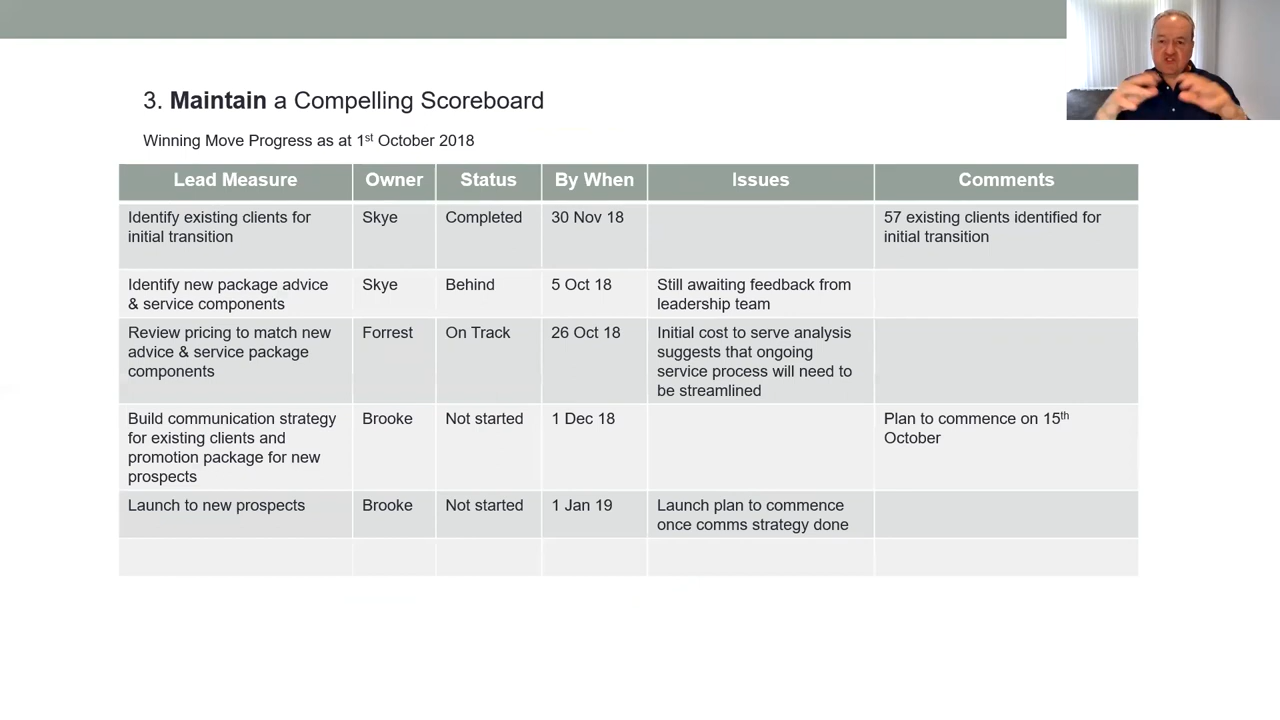 3. Maintain a Compelling Scoreboard
Winning Move Progress as at 1st October 2018
Lead Measure Owner Status By When Issues Comments
Identify existing clients for Skye Completed 30 Nov 18 57 existing clients identified for
initial transition initial transition
Identify new package advice Skye Behind 5 Oct 18 Still awaiting feedback from
& service components leadership team
Review pricing to match new Forrest On Track 26 Oct 18 Initial cost to serve analysis
advice & service package suggests that ongoing
components service process will need to
be streamlined
Build communication strategy Brooke Not started 1 Dec 18 Plan to commence on 15th
for existing clients and October
promotion package for new
prospects
Launch to new prospects Brooke Not started 1 Jan 19 Launch plan to commence
once comms strategy done